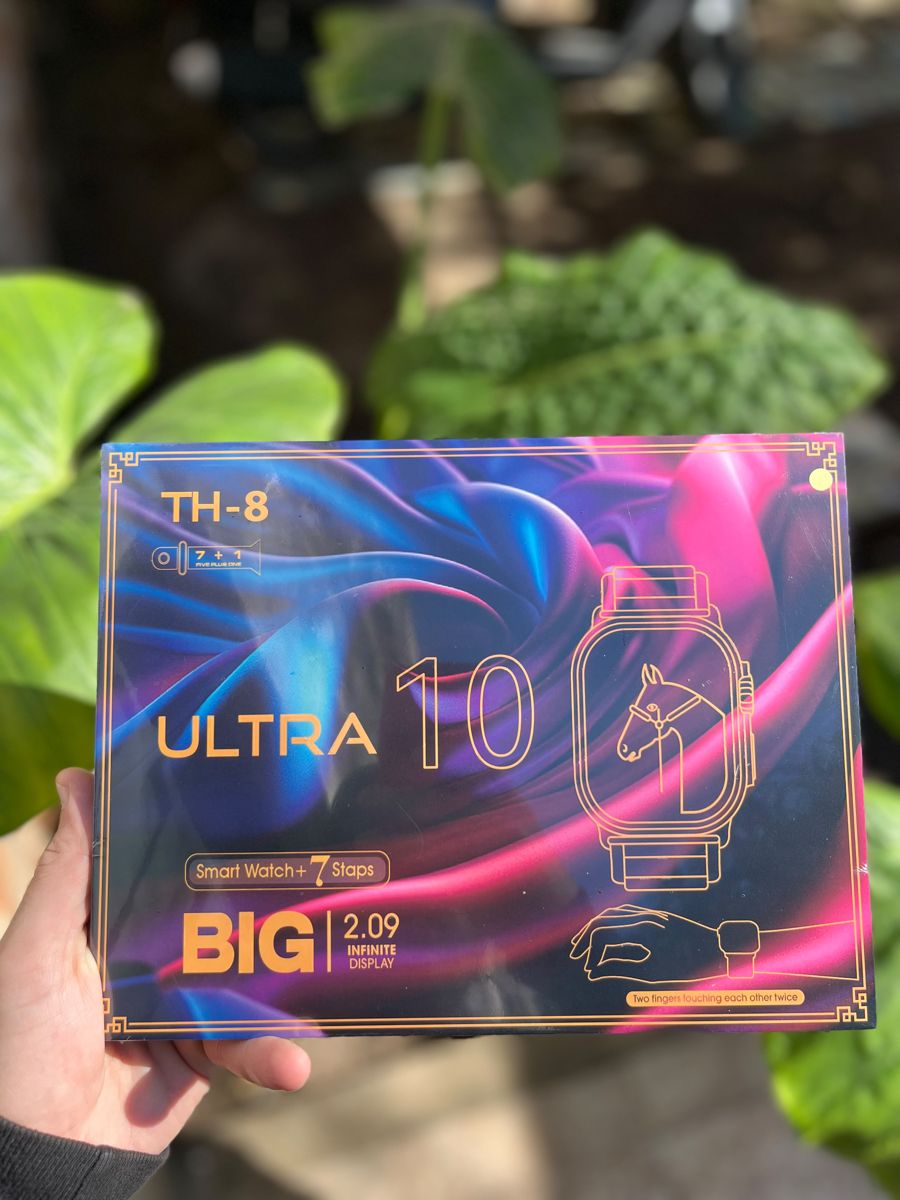 TH-8
7 + 1
FIVE PLUS ONE
ULTRA 10
Smart Watch + 7 Staps
BIG 2.09
INFINITE
DISPLAY
Two fingers touching each other twice